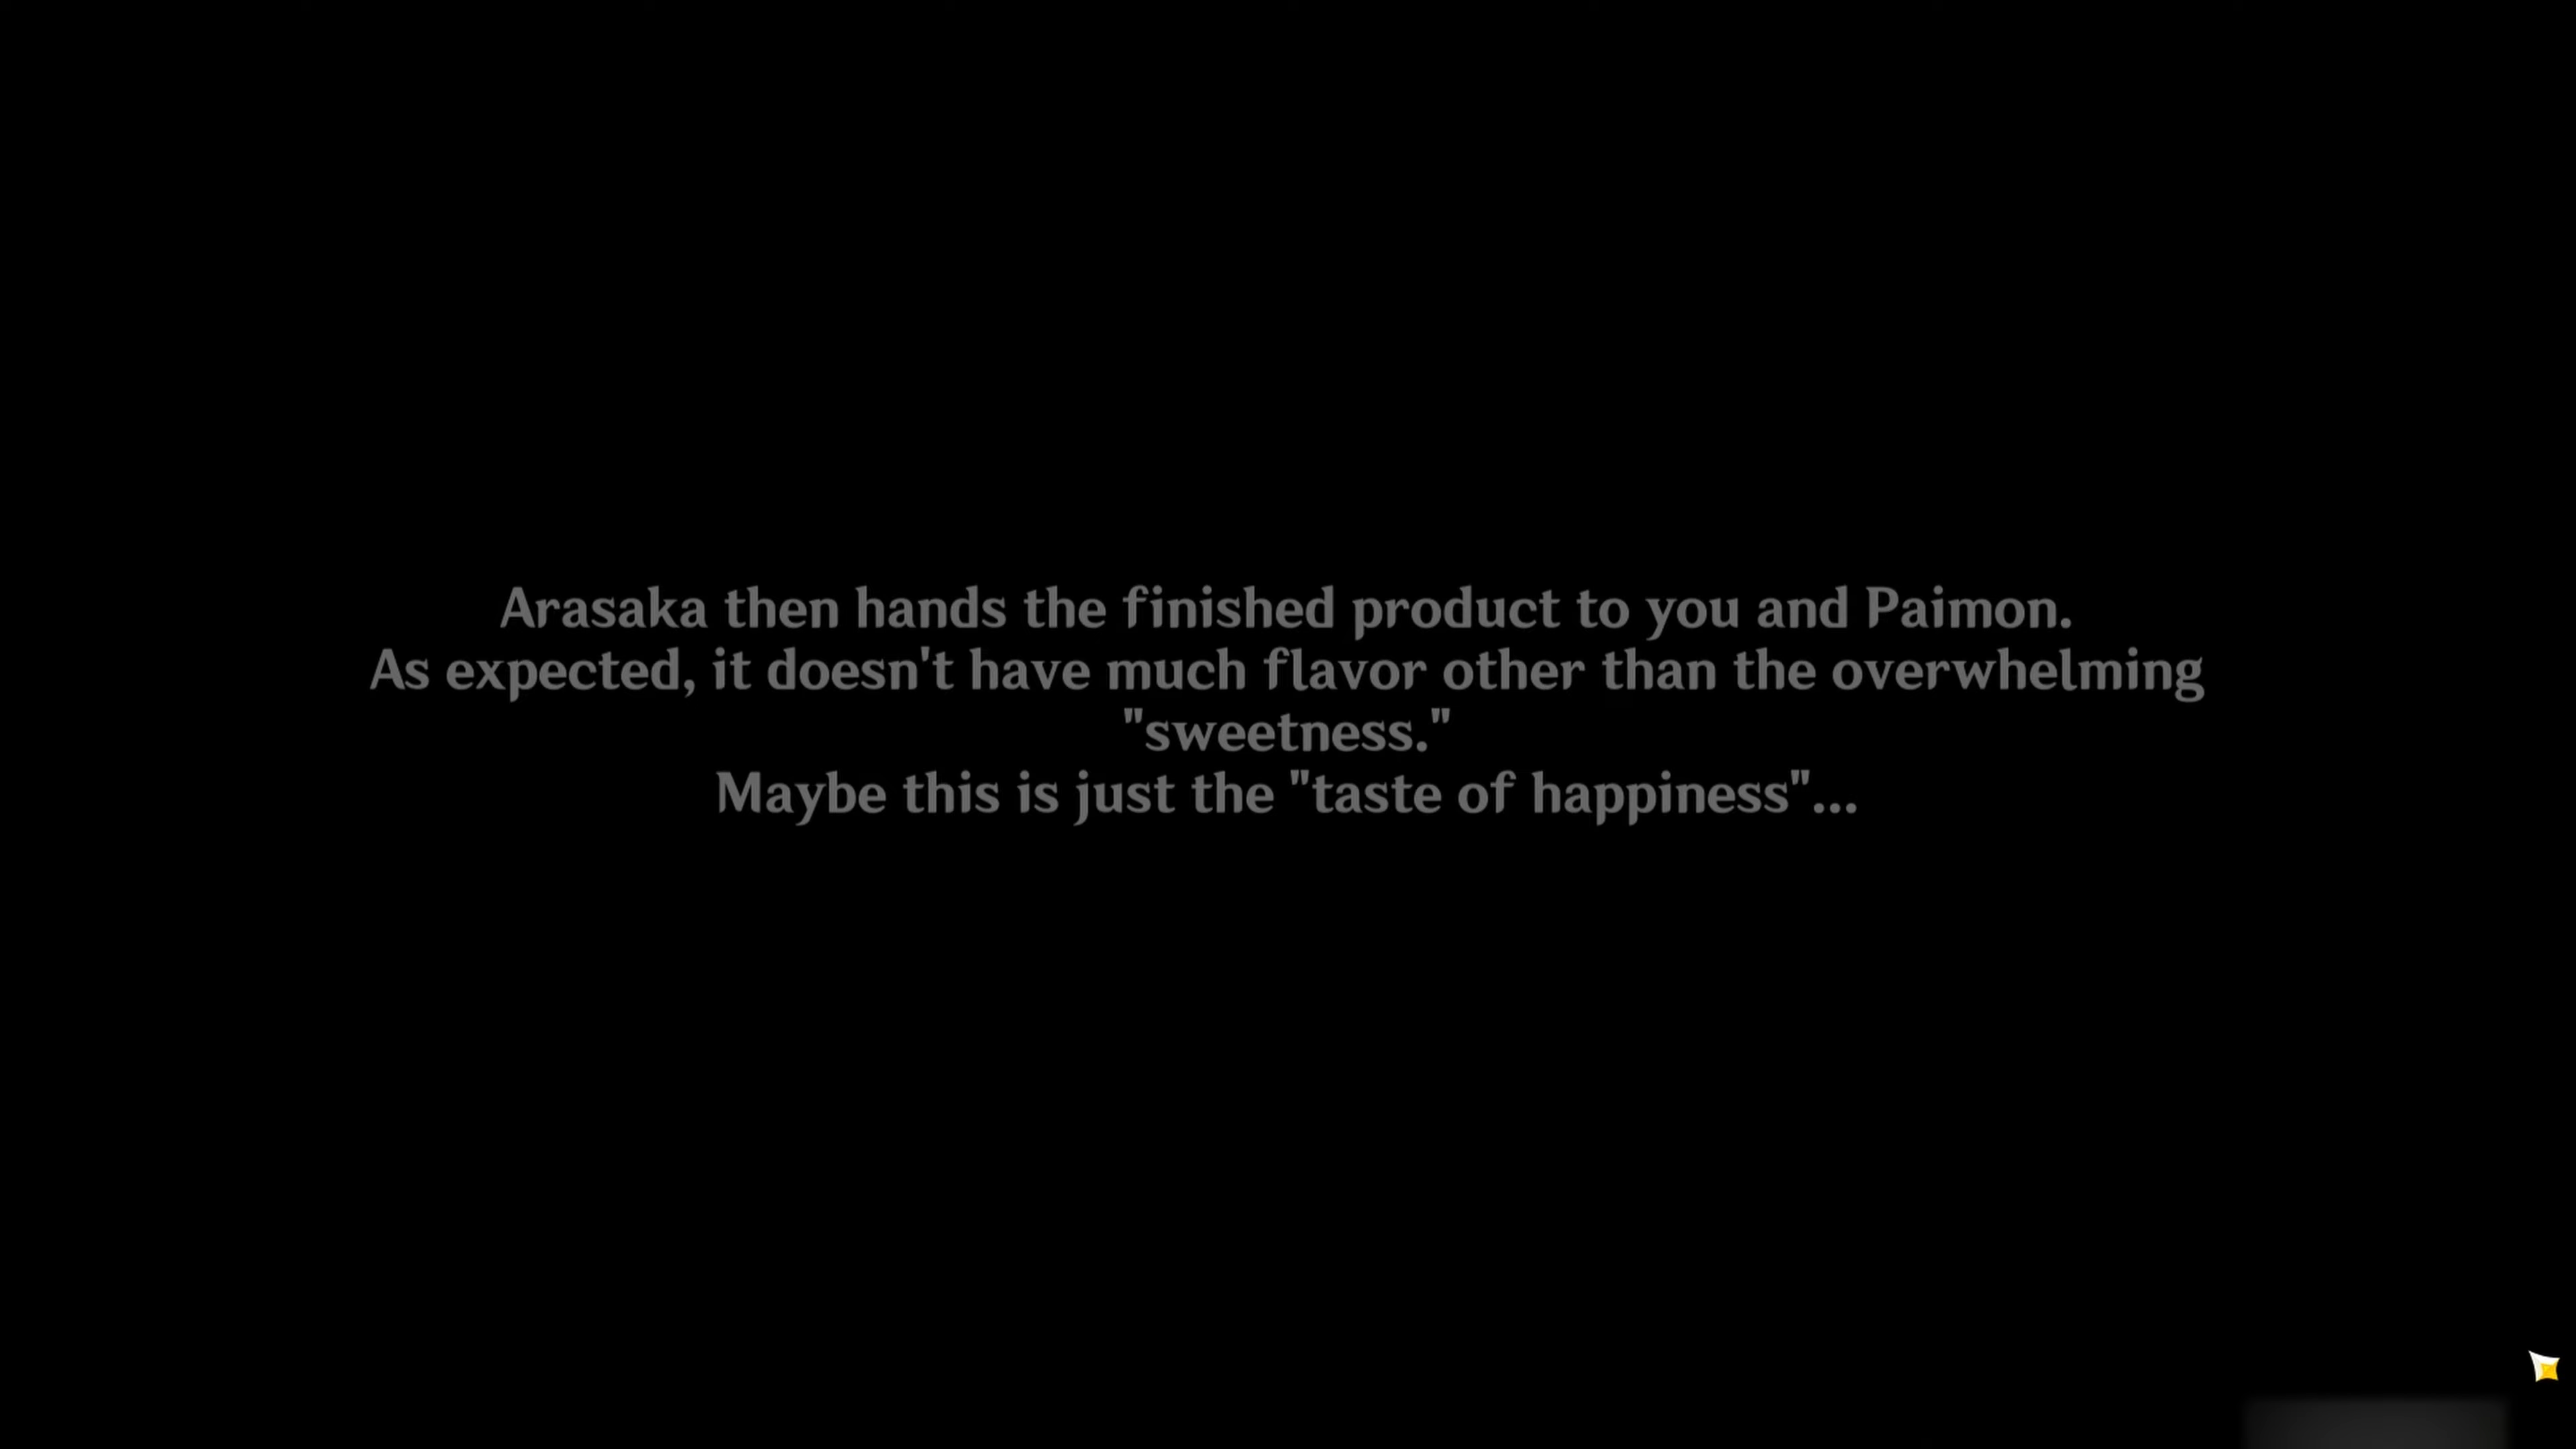 Arasaka then hands the finished product to you and Paimon.
As expected, it doesn't have much flavor other than the overwhelming
"sweetness."
Maybe this is just the "taste of happiness"...